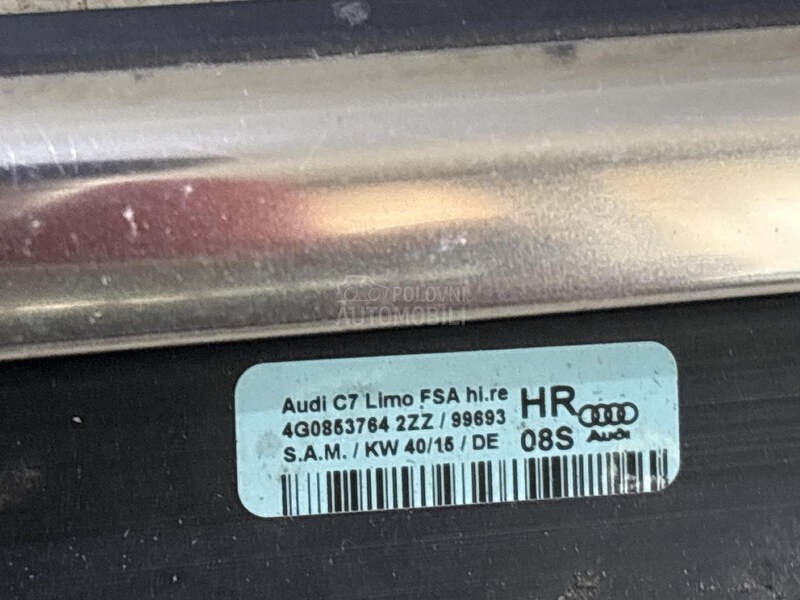 POLOVNI
AUTOMOBILI
Audi C7 Limo FSA hi.re
4G0853764 2ZZ / 99693
S.A.M. / KW 40/15 / DE
HR
08S
Audi